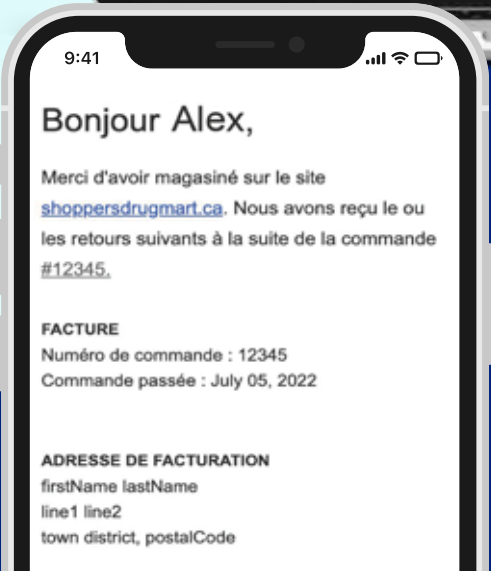 9:41
Bonjour Alex,
Merci d'avoir magasiné sur le site
shoppersdrugmart.ca. Nous avons reçu le ou
les retours suivants à la suite de la commande
#12345.
FACTURE
Numéro de commande : 12345
Commande passée : July 05, 2022
ADRESSE DE FACTURATION
firstName lastName
line1 line2
town district, postalCode